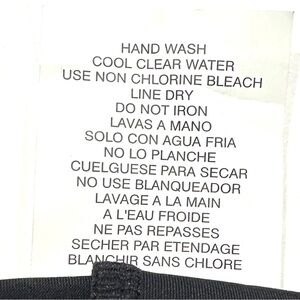 HAND WASH
COOL CLEAR WATER
USE NON CHLORINE BLEACH
LINE DRY
DO NOT IRON
LAVAS A MANO
SOLO CON AGUA FRIA
NO LO PLANCHE
CUELGUESE PARA SECAR
NO USE BLANQUEADOR
LAVAGE A LA MAIN
A L'EAU FROIDE
NE PAS REPASSES
SECHER PAR ETENDAGE
BLANCHIR SANS CHLORE